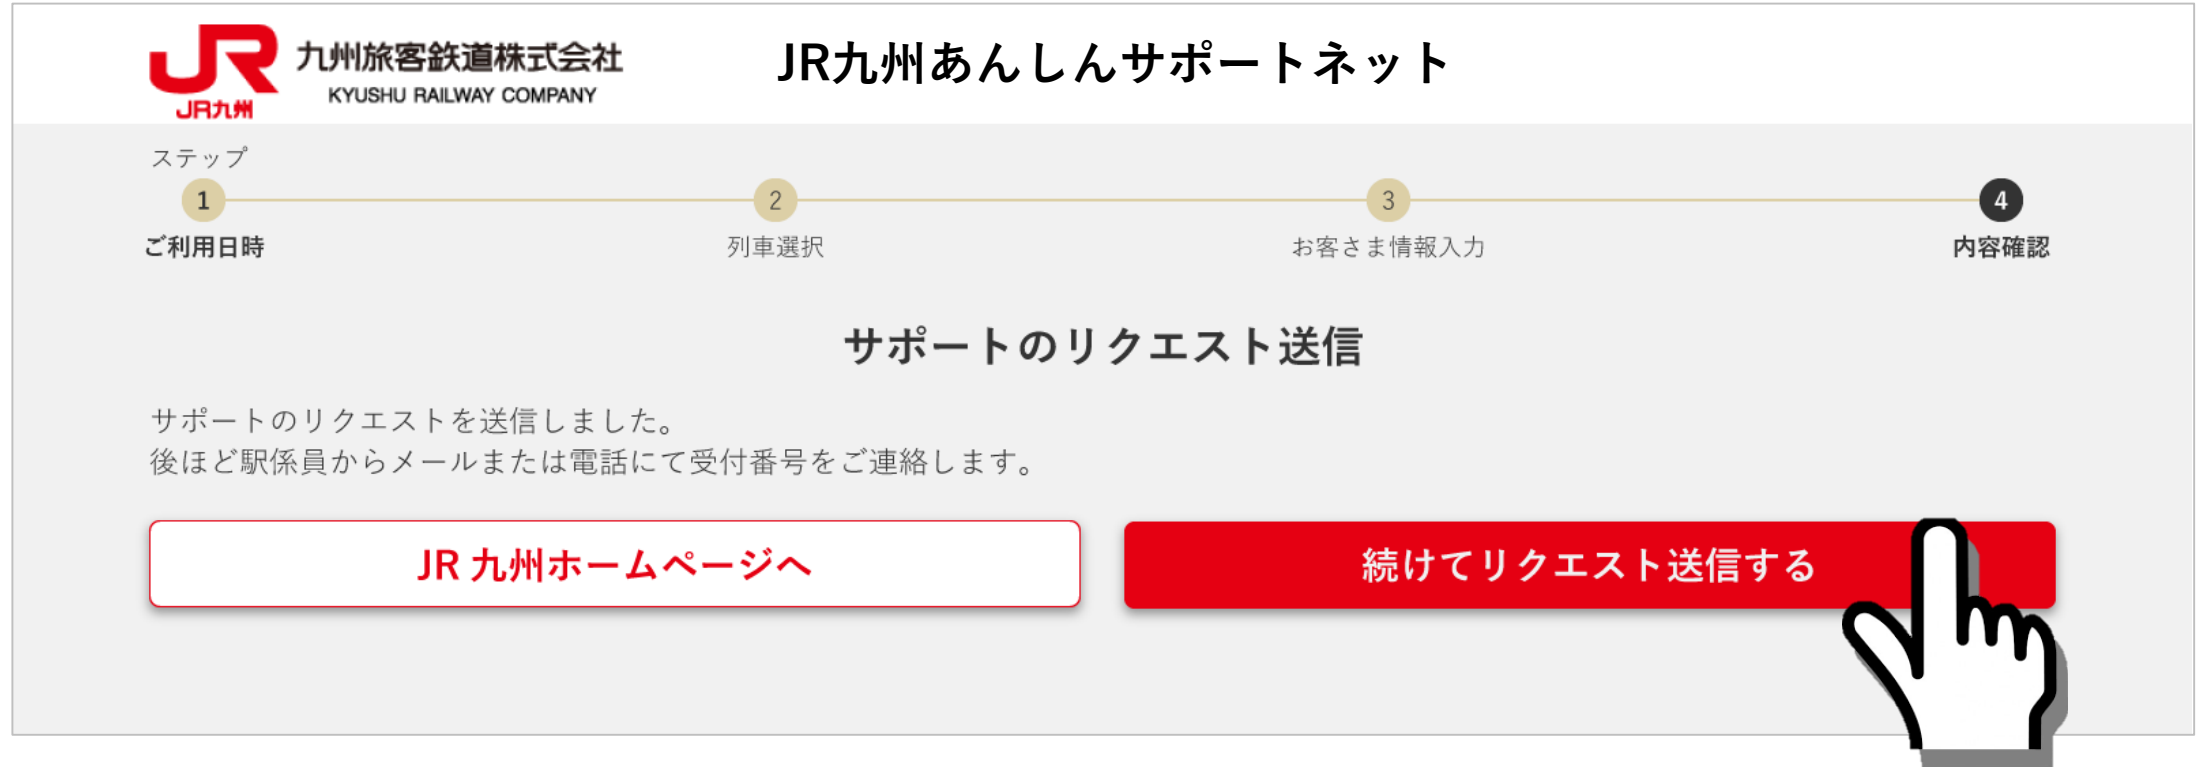 JR
JR九州
九州旅客鉄道株式会社
KYUSHU RAILWAY COMPANY
JR九州あんしんサポートネット
ステップ
1
2
3
4
ご利用日時
列車選択
お客さま情報入力
内容確認
サポートのリクエスト送信
サポートのリクエストを送信しました。
後ほど駅係員からメールまたは電話にて受付番号をご連絡します。
JR 九州ホームページへ
続けてリクエスト送信する